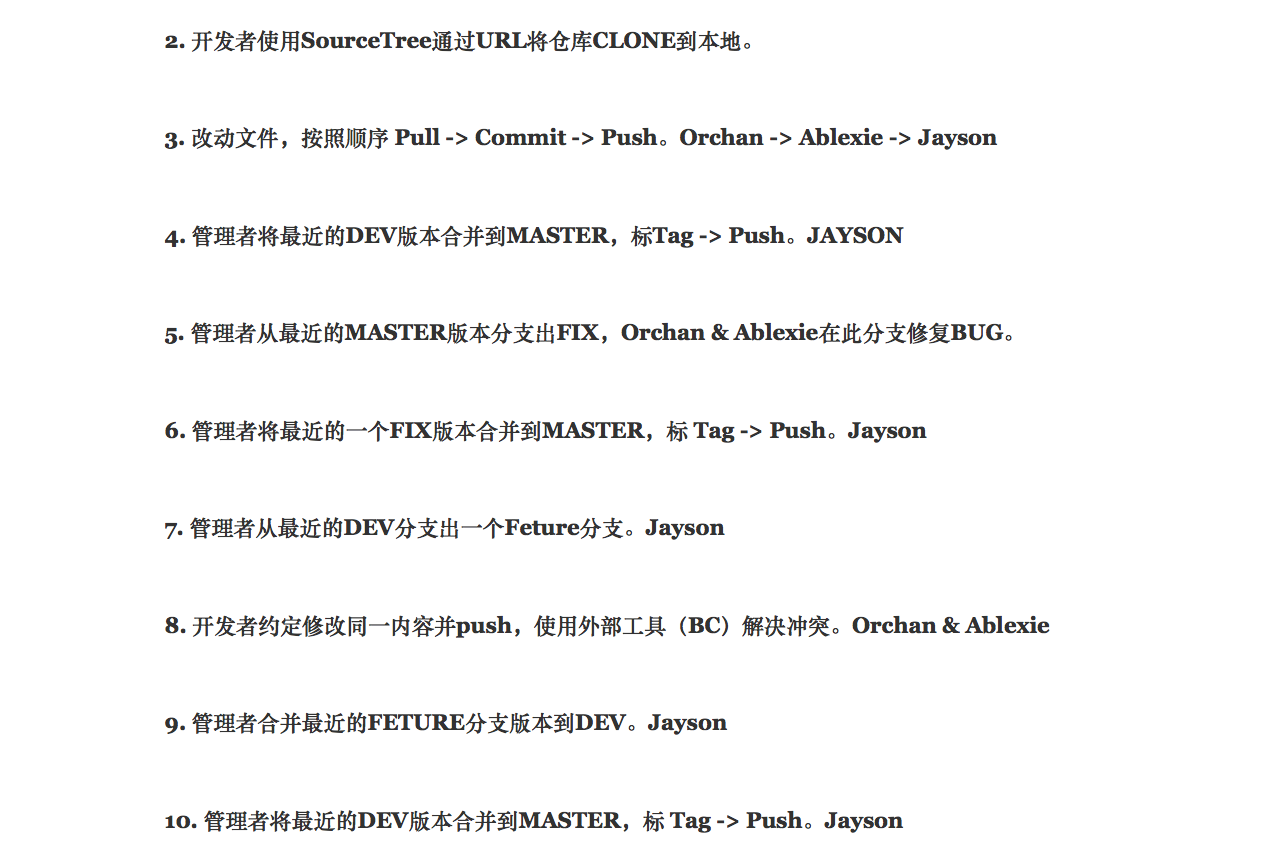 2. 开发者使用SourceTree通过URL将仓库CLONE到本地。
3. 改动文件，按照顺序 Pull -> Commit -> Push。Orchan -> Ablexie -> Jayson
4. 管理者将最近的DEV版本合并到MASTER，标Tag -> Push。JAYSON
5. 管理者从最近的MASTER版本分支出FIX，Orchan & Ablexie在此分支修复BUG。
6. 管理者将最近的一个FIX版本合并到MASTER，标 Tag -> Push。Jayson
7. 管理者从最近的DEV分支出一个Feture分支。Jayson
8. 开发者约定修改同一内容并push，使用外部工具（BC）解决冲突。Orchan & Ablexie
9. 管理者合并最近的FETURE分支版本到DEV。Jayson
10. 管理者将最近的DEV版本合并到MASTER，标 Tag -> Push。Jayson